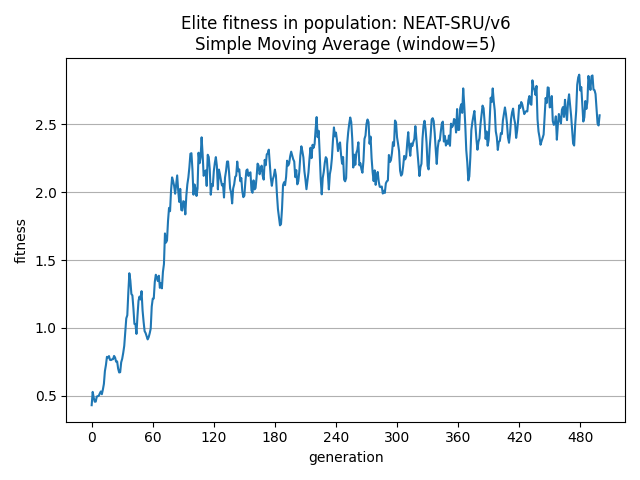 Elite fitness in population: NEAT-SRU/v6
Simple Moving Average (window=5)
fitness
2.5
2.0
1.5
1.0
0.5
0 60 120 180 240 300 360 420 480
generation